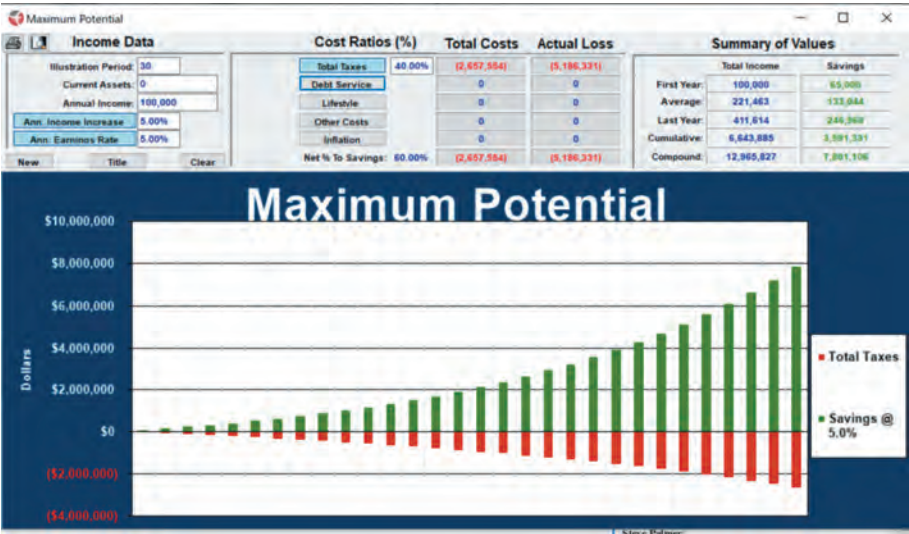 Maximum Potential
Income Data Cost Ratios (%) Total Costs Actual Loss Summary of Values
Illustration Period: 30 Total Taxes 40.00% (2,657,554) (5,186,331) Total Income Savings
Current Assets: 0 Debt Service 0 0 First Year: 100,000
Annual Income: 100,000 Lifestyle 0 0 Average: 221,463
Ann. Income Increase 5.00% Other Costs 0 0 Last Year: 411,614 246,968
Ann. Earnings Rate 5.00% Inflation 0 0 Cumulative: 6,643,885
New Title Clear Net % To Savings: 60.00% (2,657,554) (5,186,331) Compound: 12,965,827
Maximum Potential
$10,000,000
$8,000,000
$6,000,000
$4,000,000
$2,000,000
$0
($2,000,000)
($4,000,000)
Dollars
Total Taxes
Savings @
5.0%